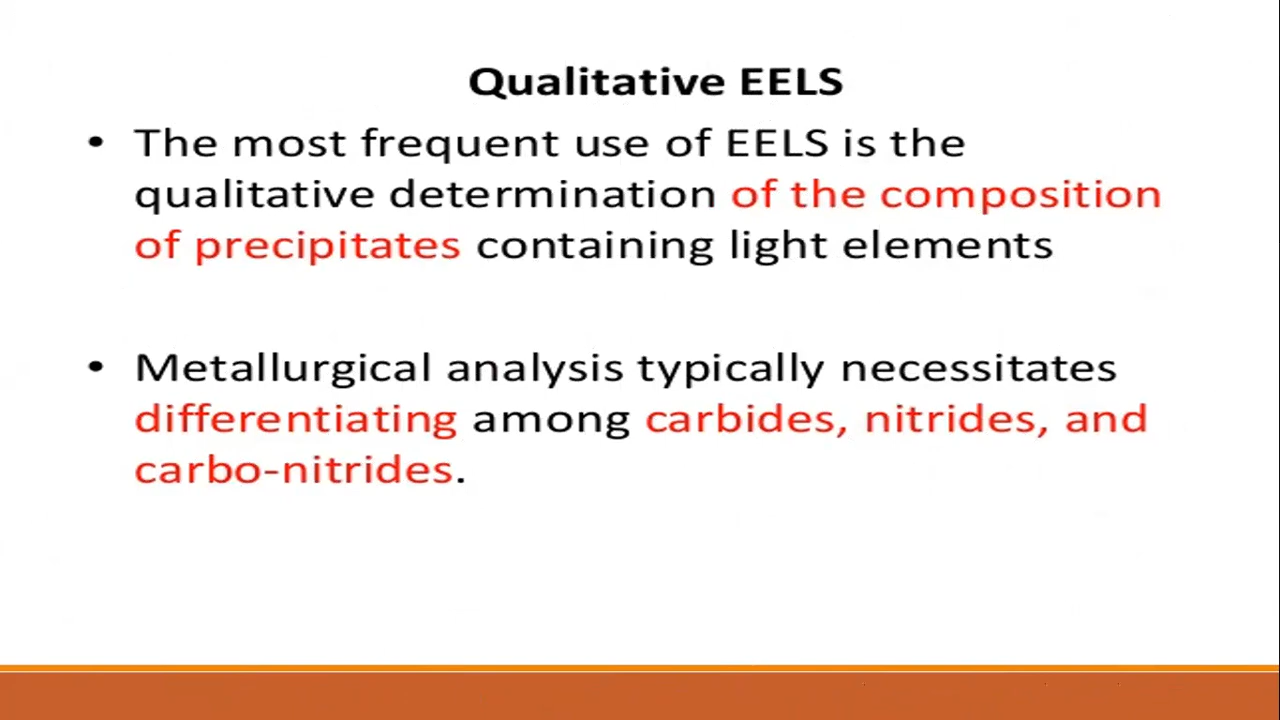 Qualitative EELS
• The most frequent use of EELS is the
qualitative determination of the composition
of precipitates containing light elements
• Metallurgical analysis typically necessitates
differentiating among carbides, nitrides, and
carbo-nitrides.